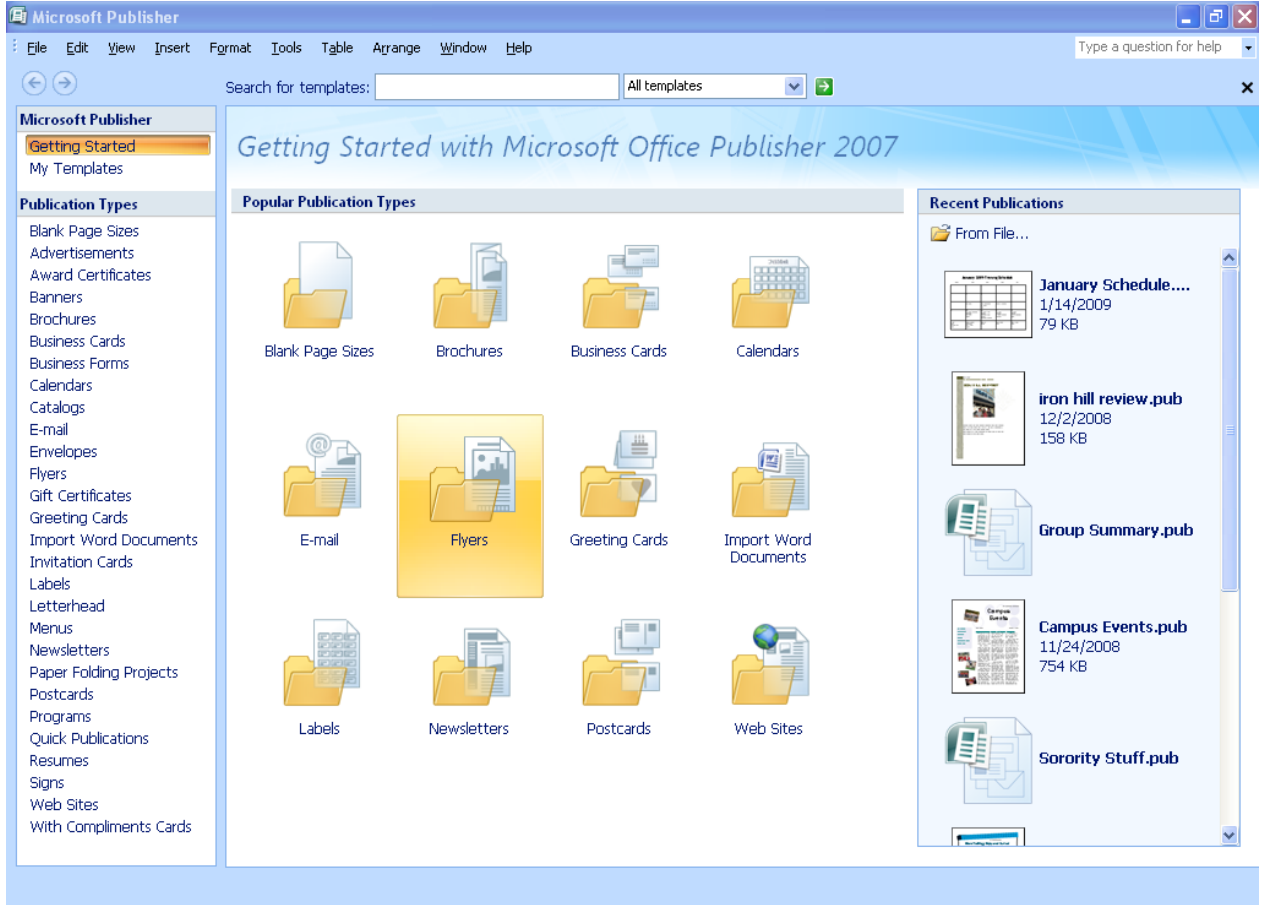 Microsoft Publisher
File Edit View Insert Format Tools Table Arrange Window Help
Type a question for help
Search for templates:
All templates
Microsoft Publisher
Getting Started
My Templates
Publication Types
Blank Page Sizes
Advertisements
Award Certificates
Banners
Brochures
Business Cards
Business Forms
Calendars
Catalogs
E-mail
Envelopes
Flyers
Gift Certificates
Greeting Cards
Import Word Documents
Invitation Cards
Labels
Letterhead
Menus
Newsletters
Paper Folding Projects
Postcards
Programs
Quick Publications
Resumes
Signs
Web Sites
With Compliments Cards
Getting Started with Microsoft Office Publisher 2007
Popular Publication Types
Blank Page Sizes
Brochures
Business Cards
Calendars
E-mail
Flyers
Greeting Cards
Import Word
Documents
Labels
Newsletters
Postcards
Web Sites
Recent Publications
From File...
January Schedule....
1/14/2009
79 KB
iron hill review.pub
12/2/2008
158 KB
Group Summary.pub
Campus
Events
Campus Events.pub
11/24/2008
754 KB
Sorority Stuff.pub